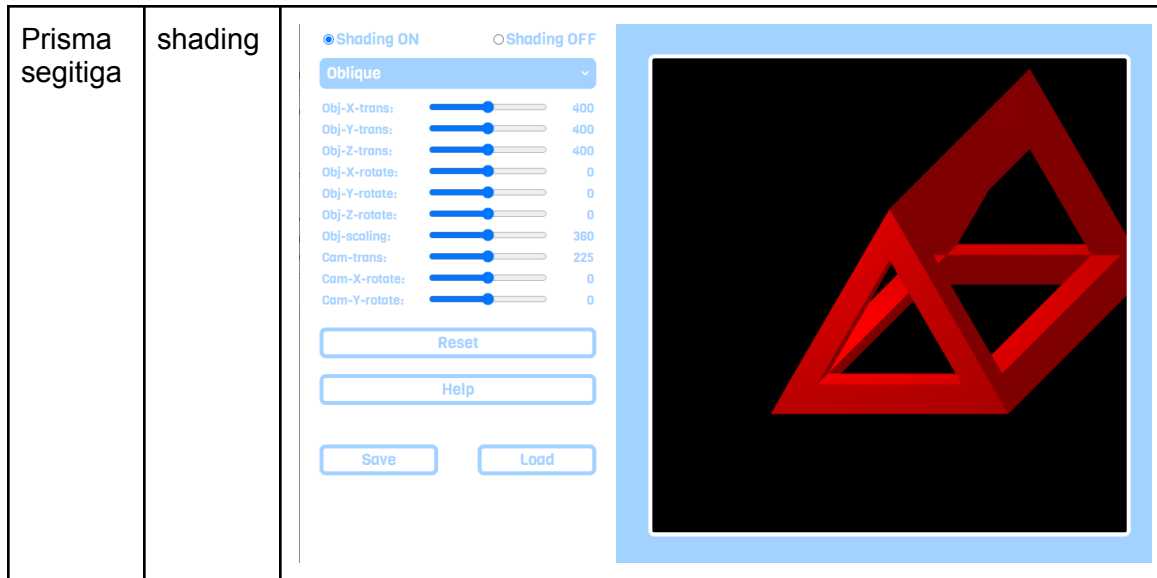 Prisma
segitiga
shading
Shading ON
Shading OFF
Oblique
Obj-X-trans: 400
Obj-Y-trans: 400
Obj-Z-trans: 400
Obj-X-rotate: 0
Obj-Y-rotate: 0
Obj-Z-rotate: 0
Obj-scaling: 360
Cam-trans: 225
Cam-X-rotate: 0
Cam-Y-rotate: 0
Reset
Help
Save
Load